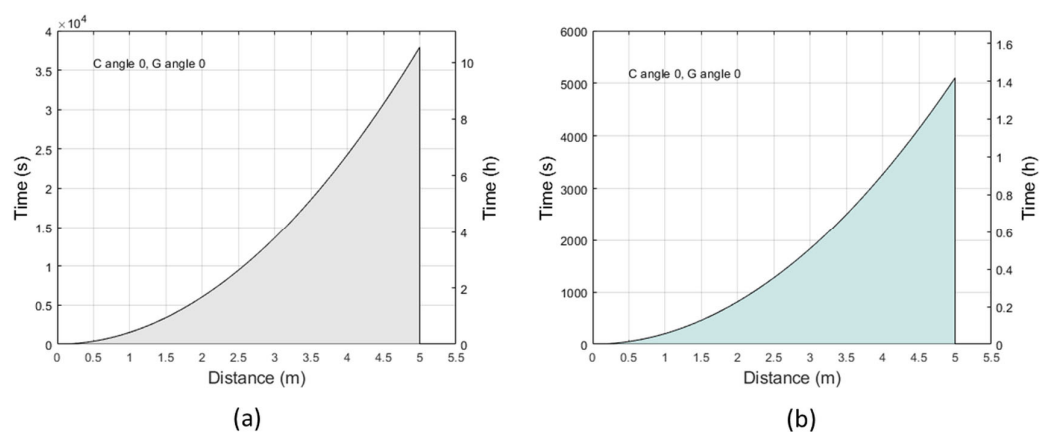 ×10⁴
4
3.5
3
2.5
2
1.5
1
0.5
0
Time (s)
C angle 0, G angle 0
10
8
6
4
2
0
Time (h)
0 0.5 1 1.5 2 2.5 3 3.5 4 4.5 5 5.5
Distance (m)
(a)
6000
5000
4000
3000
2000
1000
0
Time (s)
C angle 0, G angle 0
1.6
1.4
1.2
1
0.8
0.6
0.4
0.2
0
Time (h)
0 0.5 1 1.5 2 2.5 3 3.5 4 4.5 5 5.5
Distance (m)
(b)